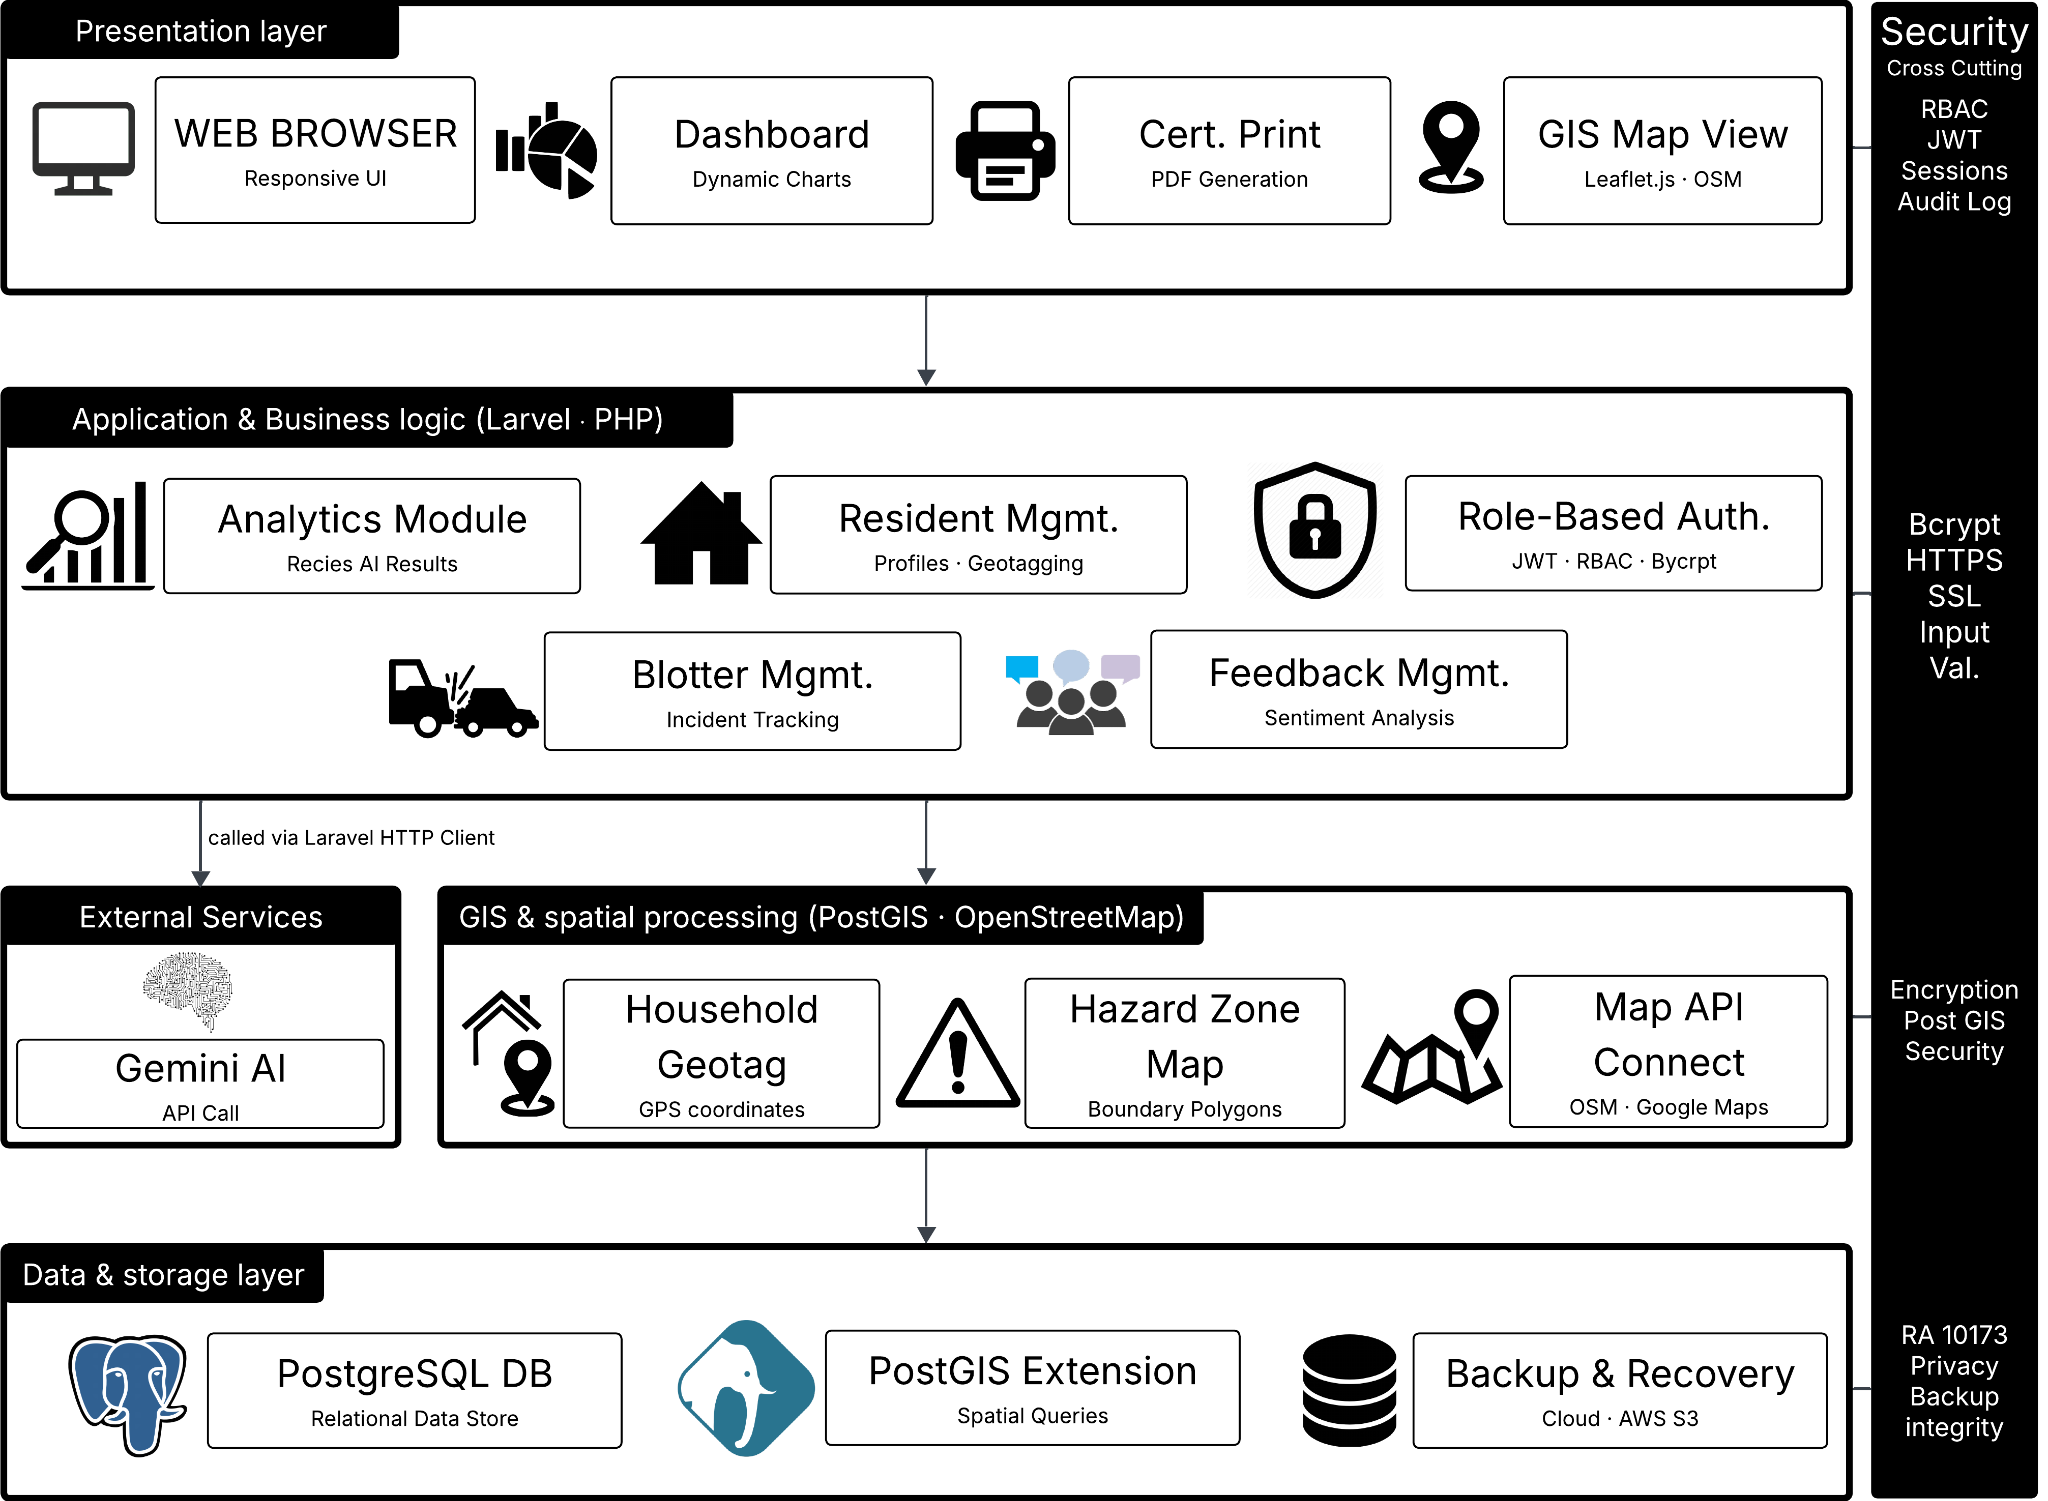 Presentation layer
WEB BROWSER
Responsive UI
Dashboard
Dynamic Charts
Cert. Print
PDF Generation
GIS Map View
Leaflet.js · OSM
Application & Business logic (Larvel · PHP)
Analytics Module
Recies AI Results
Resident Mgmt.
Profiles · Geotagging
Role-Based Auth.
JWT · RBAC · Bycrpt
Blotter Mgmt.
Incident Tracking
Feedback Mgmt.
Sentiment Analysis
called via Laravel HTTP Client
External Services
Gemini AI
API Call
GIS & spatial processing (PostGIS · OpenStreetMap)
Household
Geotag
GPS coordinates
Hazard Zone
Map
Boundary Polygons
Map API
Connect
OSM · Google Maps
Data & storage layer
PostgreSQL DB
Relational Data Store
PostGIS Extension
Spatial Queries
Backup & Recovery
Cloud · AWS S3
Security
Cross Cutting
RBAC
JWT
Sessions
Audit Log
Bcrypt
HTTPS
SSL
Input
Val.
Encryption
Post GIS
Security
RA 10173
Privacy
Backup
integrity